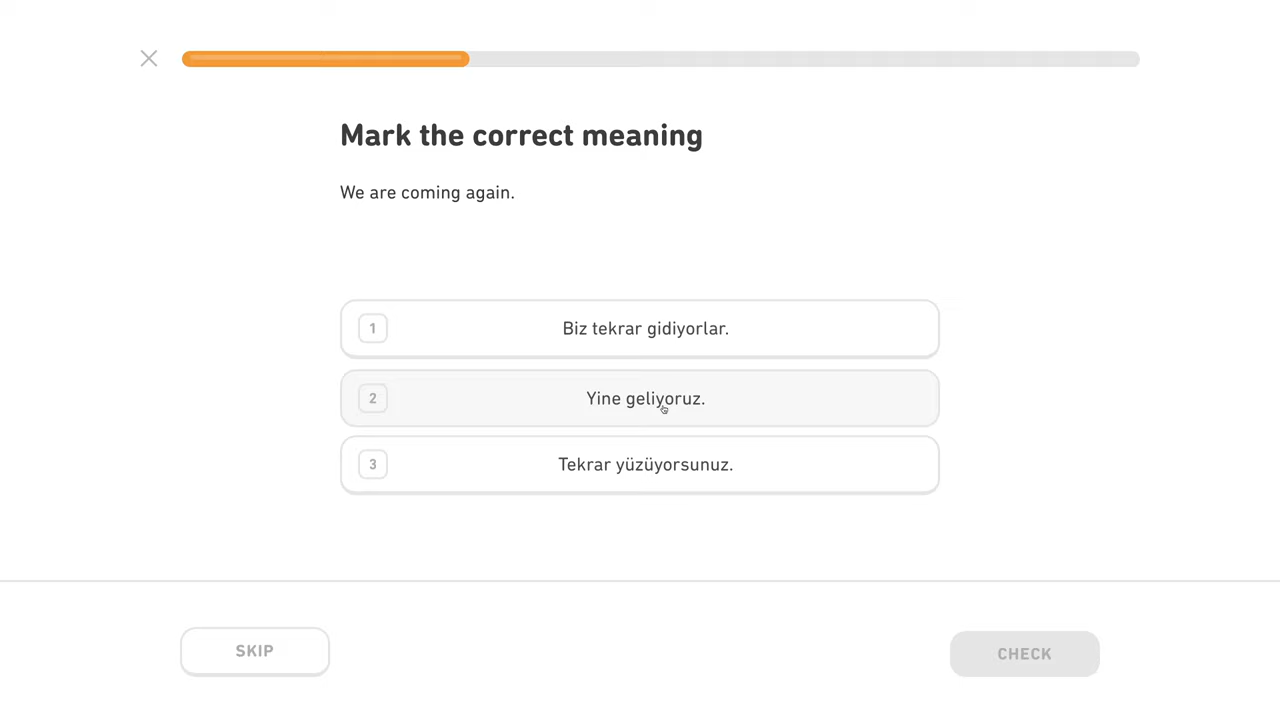 Mark the correct meaning
We are coming again.
1 Biz tekrar gidiyorlar.
2 Yine geliyoruz.
3 Tekrar yüzüyorsunuz.
SKIP
CHECK